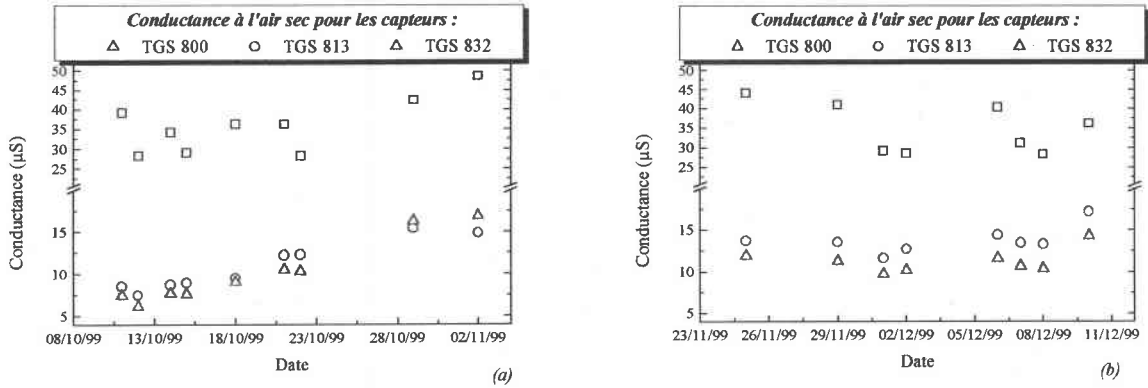 Conductance à l'air sec pour les capteurs :
△ TGS 800 ○ TGS 813 △ TGS 832
50
45
40
35
30
25
15
10
5
Conductance (µS)
08/10/99 13/10/99 18/10/99 23/10/99 28/10/99 02/11/99
Date
(a)
Conductance à l'air sec pour les capteurs :
△ TGS 800 ○ TGS 813 △ TGS 832
50
45
40
35
30
25
15
10
5
Conductance (µS)
23/11/99 26/11/99 29/11/99 02/12/99 05/12/99 08/12/99 11/12/99
Date
(b)